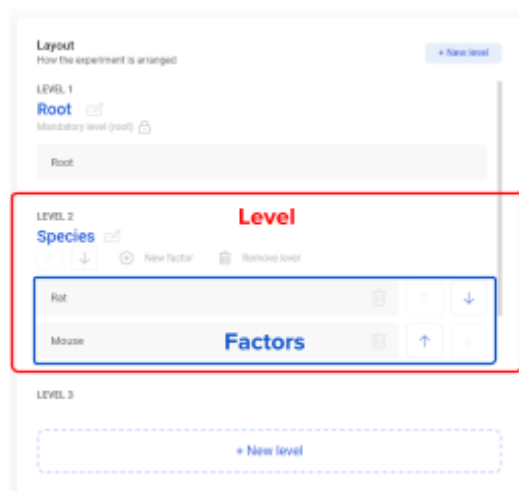 Layout
How the experiment is arranged
+ New level
LEVEL 1
Root
Mandatory level (root)
Root
LEVEL 2
Level
Species
New factor
Remove level
Rat
Mouse
Factors
LEVEL 3
+ New level